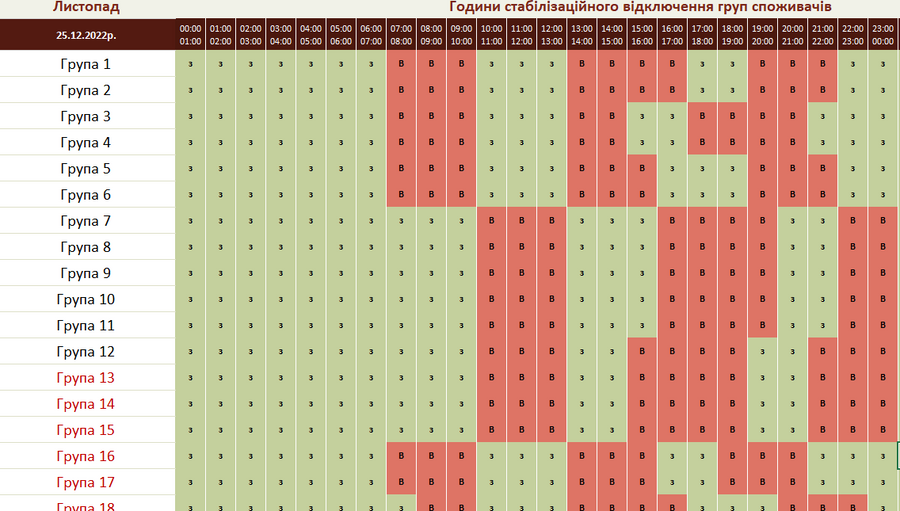 Листопад Години стабілізаційного відключення груп споживачів
25.12.2022р. 00:00 01:00 02:00 03:00 04:00 05:00 06:00 07:00 08:00 09:00 10:00 11:00 12:00 13:00 14:00 15:00 16:00 17:00 18:00 19:00 20:00 21:00 22:00 23:00
01:00 02:00 03:00 04:00 05:00 06:00 07:00 08:00 09:00 10:00 11:00 12:00 13:00 14:00 15:00 16:00 17:00 18:00 19:00 20:00 21:00 22:00 23:00 00:00
Група 1 з з з з з з з В В В з з з В В В В з з В В В з з
Група 2 з з з з з з з В В В з з з В В В В з з В В В з з
Група 3 з з з з з з з В В В з з з В В з з В В В В з з з
Група 4 з з з з з з з В В В з з з В В з з В В В В з з з
Група 5 з з з з з з з В В В з з з В В В з з з В В В з з
Група 6 з з з з з з з В В В з з з В В В з з з В В В з з
Група 7 з з з з з з з з з з В В В з з з В В В В з з В В
Група 8 з з з з з з з з з з В В В з з з В В В В з з В В
Група 9 з з з з з з з з з з В В В з з з В В В В з з В В
Група 10 з з з з з з з з з з В В В з з з В В В В з з В В
Група 11 з з з з з з з з з з В В В з з з В В В В з з В В
Група 12 з з з з з з з з з з В В В з з В В В В з з В В В
Група 13 з з з з з з з з з з В В В з з В В В В з з В В В
Група 14 з з з з з з з з з з В В В з з В В В В з з В В В
Група 15 з з з з з з з з з з В В В з з В В В В з з В В В
Група 16 з з з з з з з В В В з з з В В В з з В В В з з з
Група 17 з з з з з з з В В В з з з В В В з з В В В з з з
Група 18